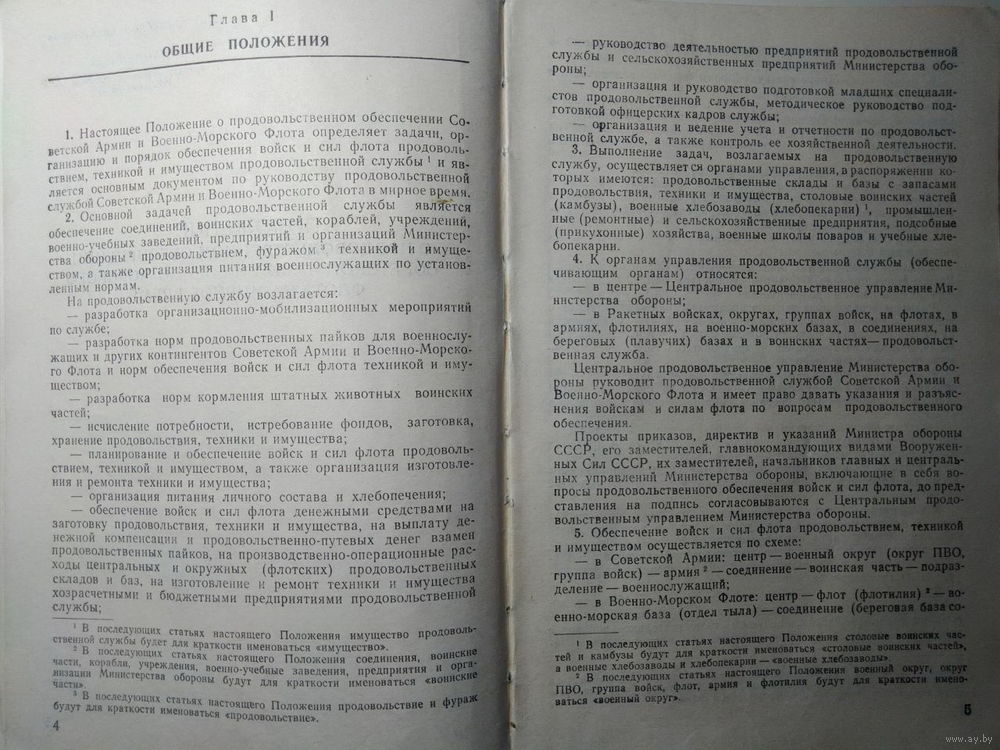 Глава I
ОБЩИЕ ПОЛОЖЕНИЯ
1. Настоящее Положение о продовольственном обеспечении Со-
ветской Армии и Военно-Морского Флота определяет задачи, ор-
ганизацию и порядок обеспечения войск и сил флота продоволь-
ствием, техникой и имуществом продовольственной службы ¹ и яв-
ляется основным документом по руководству продовольственной
службой Советской Армии и Военно-Морского Флота в мирное время.
2. Основной задачей продовольственной службы является
обеспечение соединений, воинских частей, кораблей, учреждений,
военно-учебных заведений, предприятий и организаций Министер-
ства обороны ² продовольствием, фуражом ³, техникой и имуще-
ством, а также организация питания военнослужащих по установ-
ленным нормам.
На продовольственную службу возлагается:
— разработка организационно-мобилизационных мероприятий
по службе;
— разработка норм продовольственных пайков для военнослу-
жащих и других контингентов Советской Армии и Военно-Морско-
го Флота и норм обеспечения войск и сил флота техникой и иму-
ществом;
— разработка норм кормления штатных животных воинских
частей;
— исчисление потребности, истребование фондов, заготовка,
хранение продовольствия, техники и имущества;
— планирование и обеспечение войск и сил флота продоволь-
ствием, техникой и имуществом, а также организация изготовле-
ния и ремонта техники и имущества;
— организация питания личного состава и хлебопечения;
— обеспечение войск и сил флота денежными средствами на
заготовку продовольствия, техники и имущества, на выплату де-
нежной компенсации и продовольственно-путевых денег взамен
продовольственных пайков, на производственно-операционные рас-
ходы центральных и окружных (флотских) продовольственных
складов и баз, на изготовление и ремонт техники и имущества
хозрасчетными и бюджетными предприятиями продовольственной
службы;
¹ В последующих статьях настоящего Положения имущество продоволь-
ственной службы будет для краткости именоваться «имущество».
² В последующих статьях настоящего Положения соединения, воинские
части, корабли, учреждения, военно-учебные заведения, предприятия и орга-
низации Министерства обороны будут для краткости именоваться «воинские
части».
³ В последующих статьях настоящего Положения продовольствие и фураж
будут для краткости именоваться «продовольствие».
4
— руководство деятельностью предприятий продовольственной
службы и сельскохозяйственных предприятий Министерства обо-
роны;
— организация и руководство подготовкой младших специали-
стов продовольственной службы, методическое руководство под-
готовкой офицерских кадров службы;
— организация и ведение учета и отчетности по продовольст-
венной службе, а также контроль ее хозяйственной деятельности.
3. Выполнение задач, возлагаемых на продовольственную
службу, осуществляется органами управления, в распоряжении ко-
торых имеются: продовольственные склады и базы с запасами
продовольствия, техники и имущества, столовые воинских частей
(камбузы), военные хлебозаводы (хлебопекарни) ¹, промышлен-
ные (ремонтные) и сельскохозяйственные предприятия, подсобные
(прикухонные) хозяйства, военные школы поваров и учебные хле-
бопекарни.
4. К органам управления продовольственной службы (обеспе-
чивающим органам) относятся:
— в центре — Центральное продовольственное управление Ми-
нистерства обороны;
— в Ракетных войсках, округах, группах войск, на флотах, в
армиях, флотилиях, на военно-морских базах, в соединениях, на
береговых (плавучих) базах и в воинских частях— продовольст-
венная служба.
Центральное продовольственное управление Министерства обо-
роны руководит продовольственной службой Советской Армии и
Военно-Морского Флота и имеет право давать указания и разъяс-
нения войскам и силам флота по вопросам продовольственного
обеспечения.
Проекты приказов, директив и указаний Министра обороны
СССР, его заместителей, главнокомандующих видами Вооружен-
ных Сил СССР, их заместителей, начальников главных и централь-
ных управлений Министерства обороны, включающие в себя во-
просы продовольственного обеспечения войск и сил флота, до пред-
ставления на подпись согласовываются с Центральным продо-
вольственным управлением Министерства обороны.
5. Обеспечение войск и сил флота продовольствием, техникой
и имуществом осуществляется по схеме:
— в Советской Армии: центр — военный округ (округ ПВО,
группа войск) — армия ² — соединение — воинская часть — подраз-
деление — военнослужащий;
— в Военно-Морском Флоте: центр — флот (флотилия) ² — во-
енно-морская база (отдел тыла) — соединение (береговая база со-
¹ В последующих статьях настоящего Положения столовые воинских час-
тей и камбузы будут для краткости именоваться «столовые воинских частей»,
а военные хлебозаводы и хлебопекарни — «военные хлебозаводы».
² В последующих статьях настоящего Положения военный округ, округ
ПВО, группа войск, флот, армия и флотилия будут для краткости имено-
ваться «военный округ».
5
www.ay.by